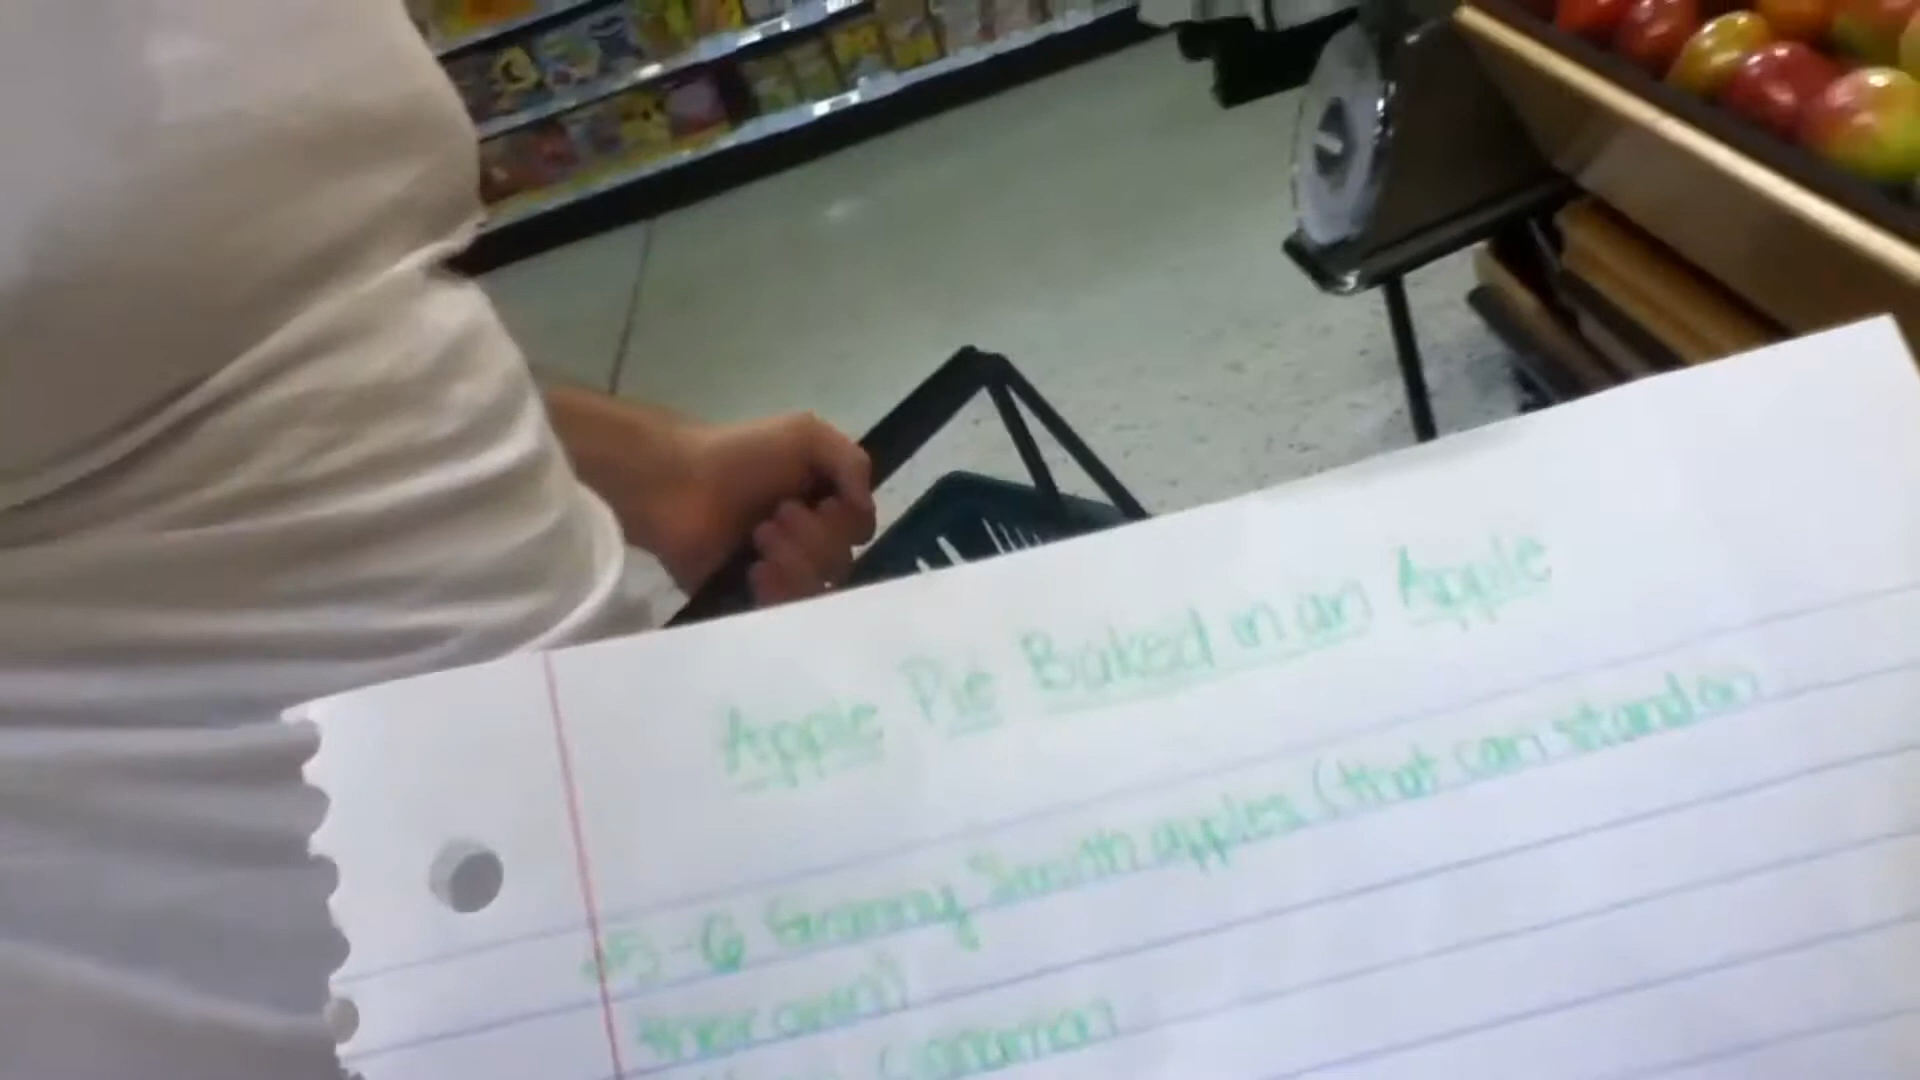 Apple Pie Baked in an Apple
5-6 Granny Smith apples (that can stand on
their own)
Cinnamon